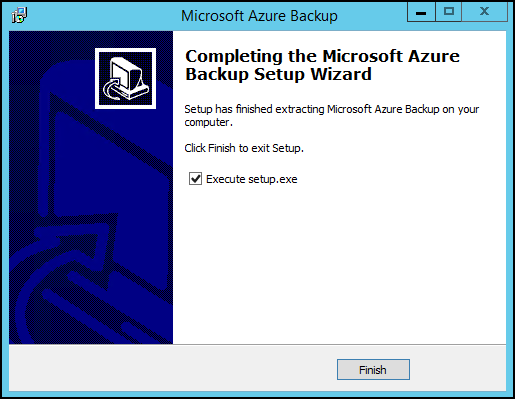 Microsoft Azure Backup
Completing the Microsoft Azure
Backup Setup Wizard
Setup has finished extracting Microsoft Azure Backup on your
computer.
Click Finish to exit Setup.
Execute setup.exe
Finish